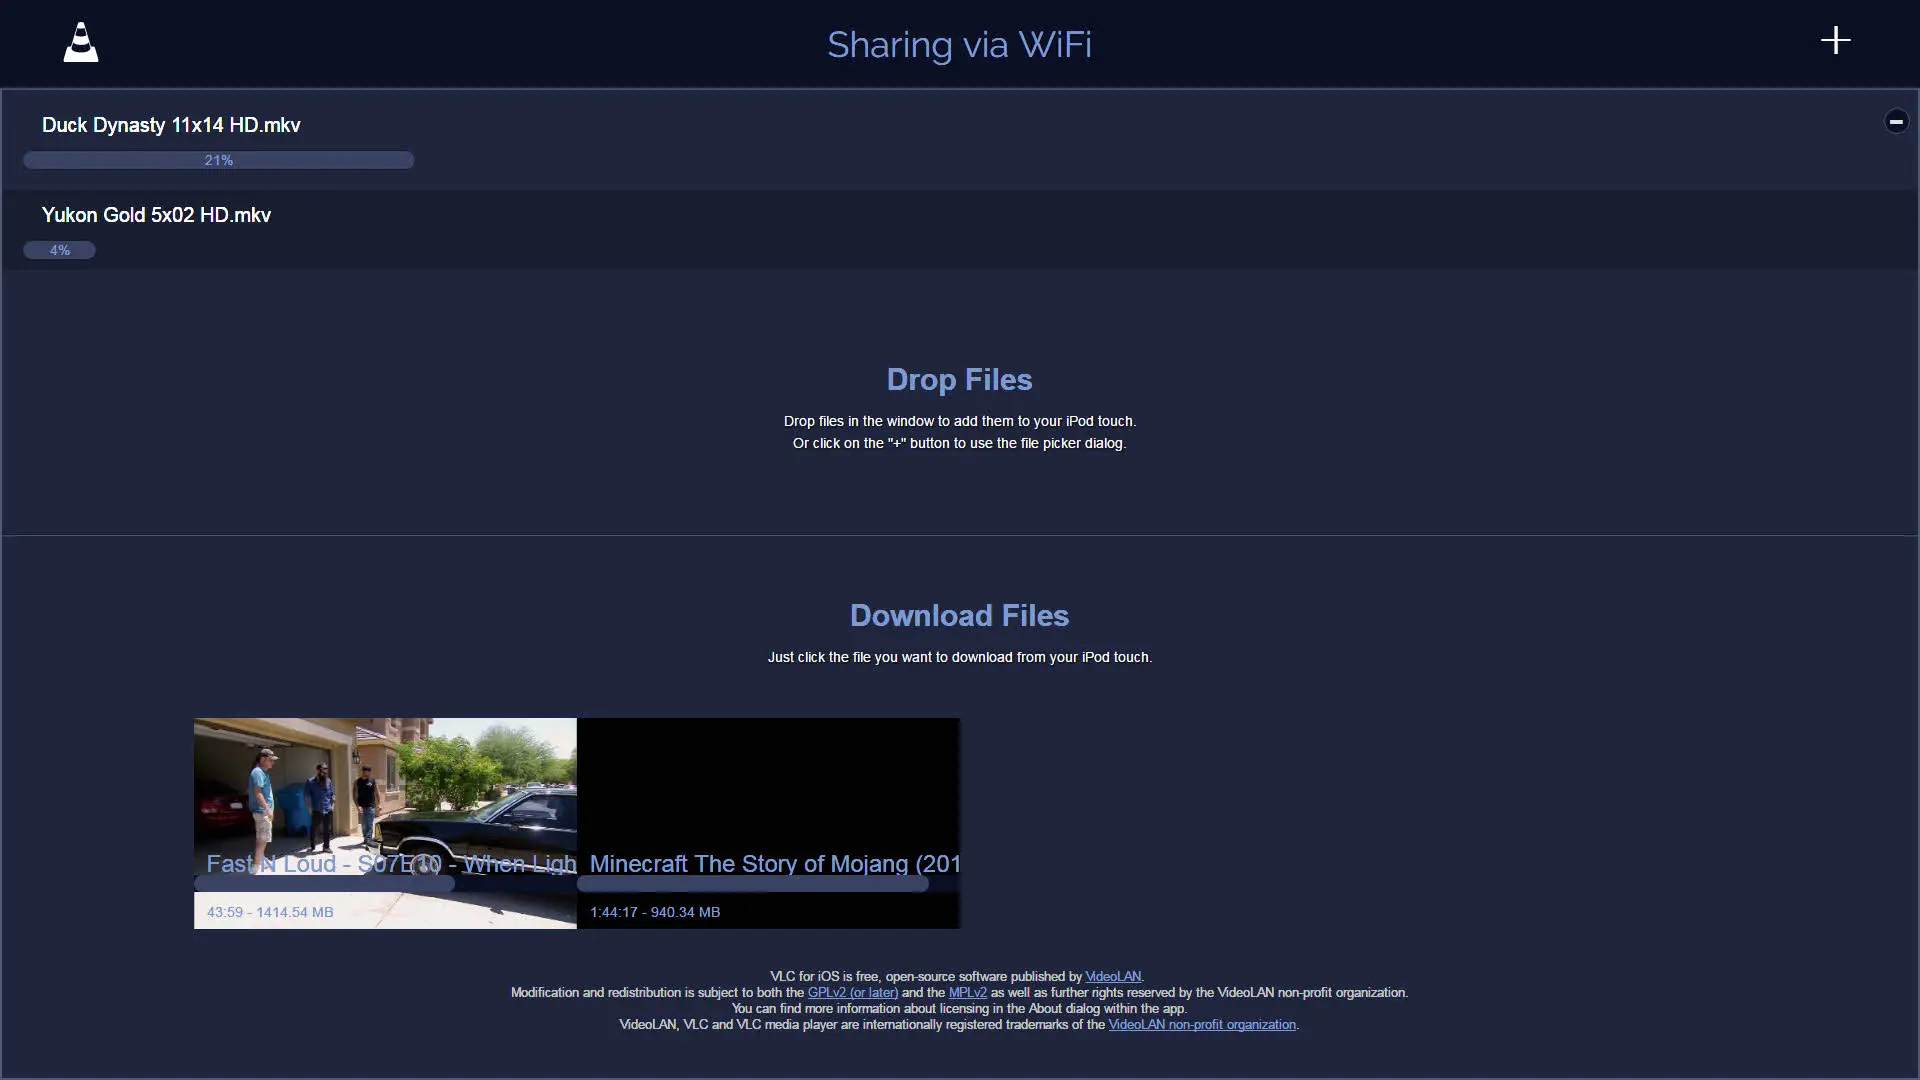 Sharing via WiFi
Duck Dynasty 11x14 HD.mkv
21%
Yukon Gold 5x02 HD.mkv
4%
Drop Files
Drop files in the window to add them to your iPod touch.
Or click on the "+" button to use the file picker dialog.
Download Files
Just click the file you want to download from your iPod touch.
Fast N Loud - S07E10 - When Ligh
43:59 - 1414.54 MB
Minecraft The Story of Mojang (201
1:44:17 - 940.34 MB
VLC for iOS is free, open-source software published by VideoLAN.
Modification and redistribution is subject to both the GPLv2 (or later) and the MPLv2 as well as further rights reserved by the VideoLAN non-profit organization.
You can find more information about licensing in the About dialog within the app.
VideoLAN, VLC and VLC media player are internationally registered trademarks of the VideoLAN non-profit organization.